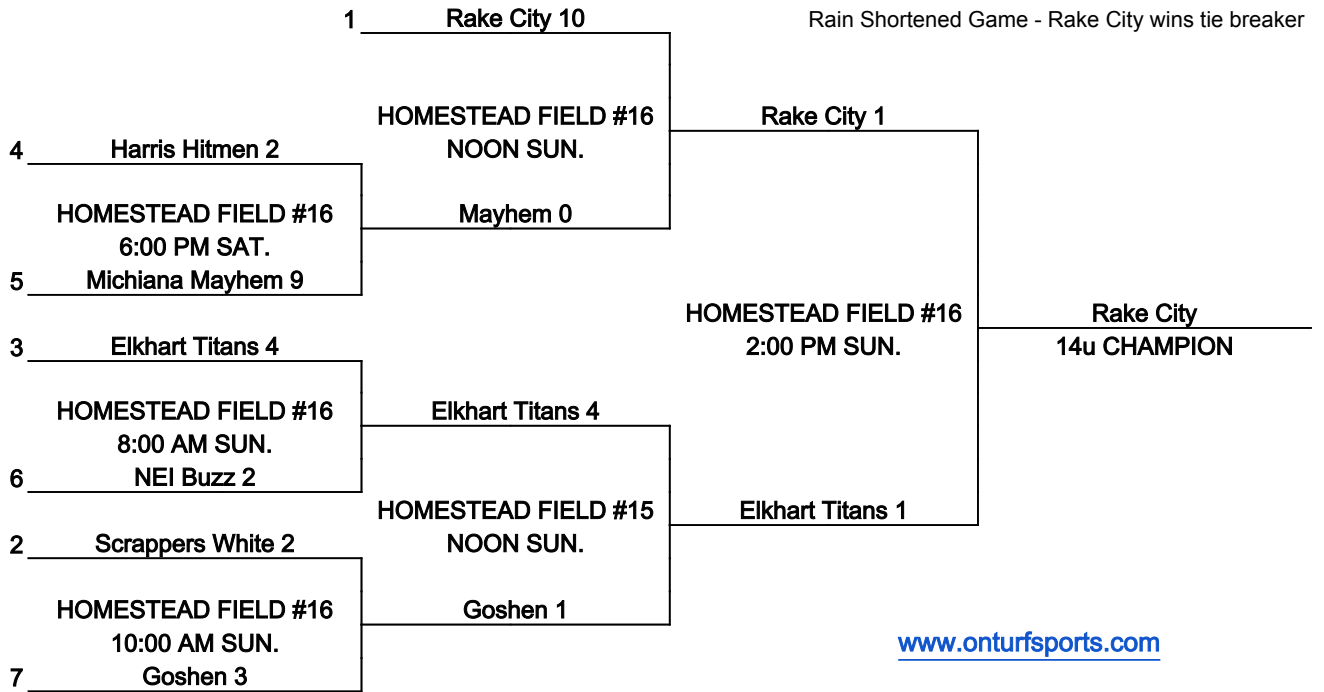 1 Rake City 10
Rain Shortened Game - Rake City wins tie breaker
HOMESTEAD FIELD #16
NOON SUN.
Rake City 1
4 Harris Hitmen 2
HOMESTEAD FIELD #16
6:00 PM SAT.
Mayhem 0
5 Michiana Mayhem 9
HOMESTEAD FIELD #16
2:00 PM SUN.
Rake City
14u CHAMPION
3 Elkhart Titans 4
HOMESTEAD FIELD #16
8:00 AM SUN.
Elkhart Titans 4
6 NEI Buzz 2
HOMESTEAD FIELD #15
NOON SUN.
Elkhart Titans 1
2 Scrappers White 2
HOMESTEAD FIELD #16
10:00 AM SUN.
Goshen 1
7 Goshen 3
www.onturfsports.com